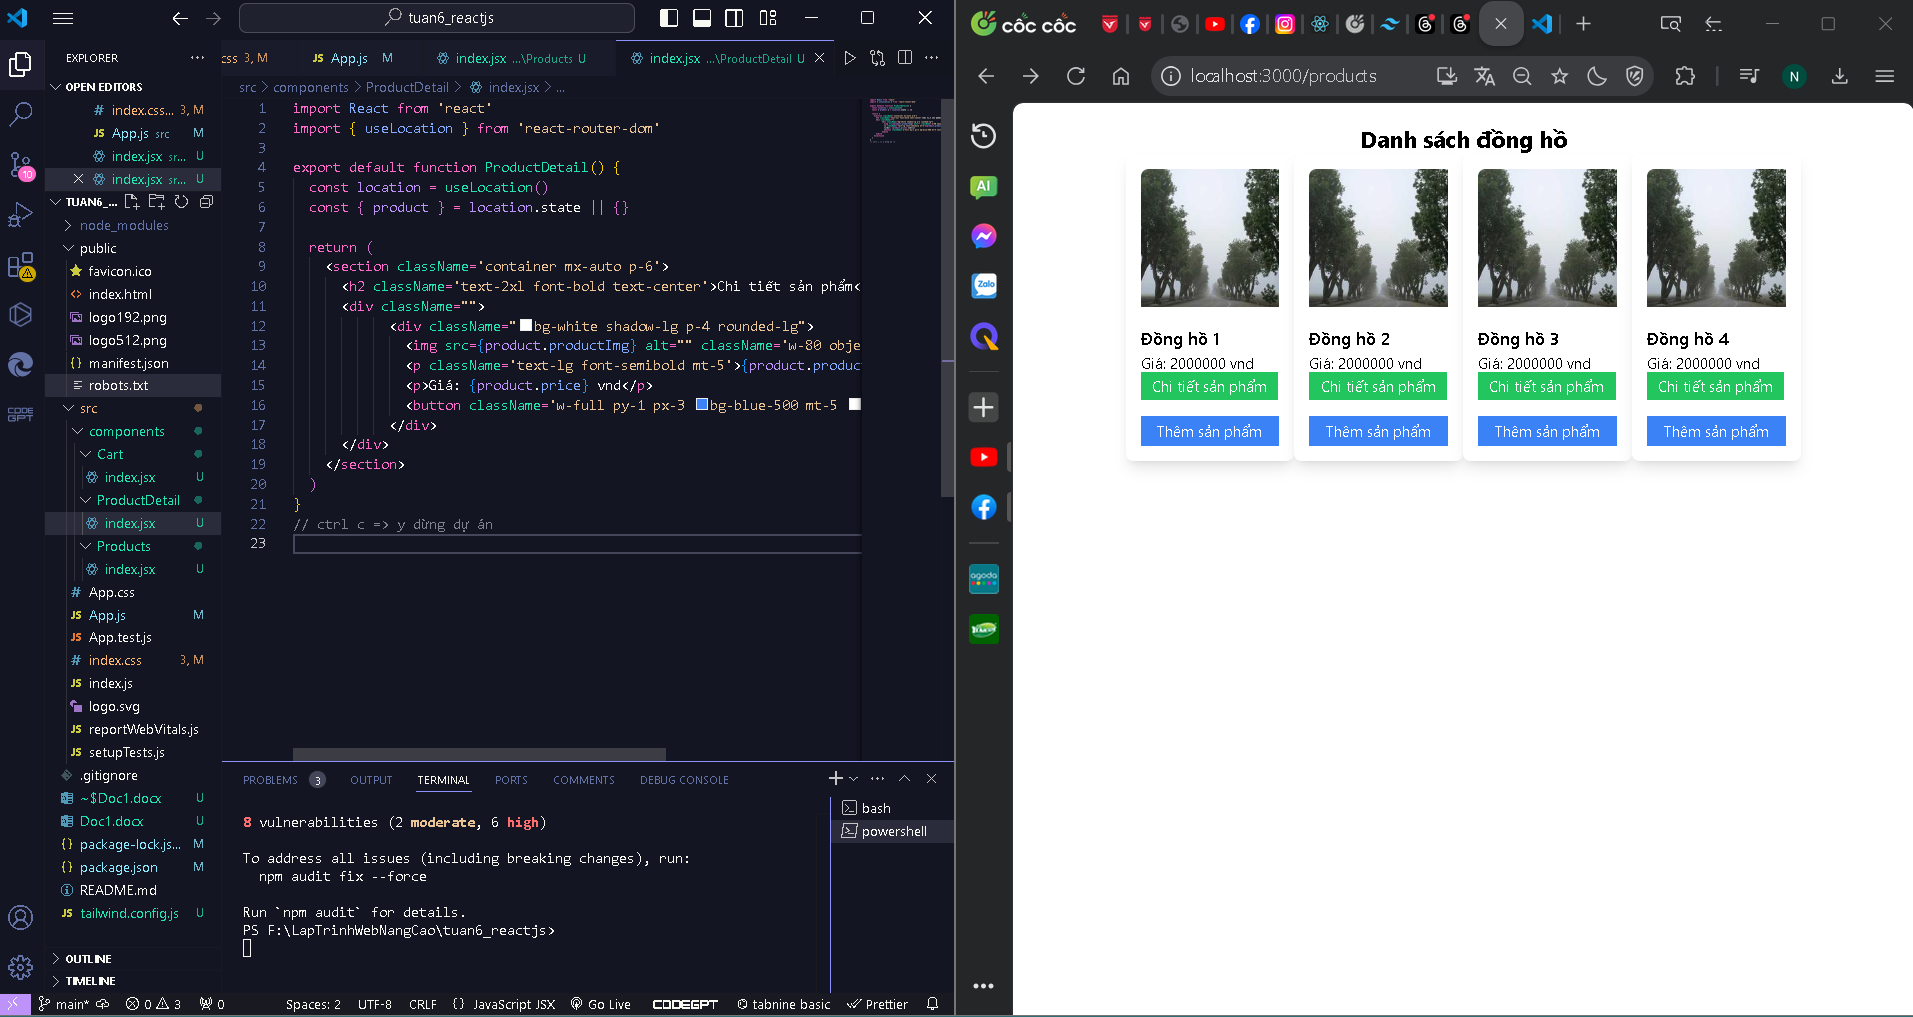 tuan6_reactjs
EXPLORER
OPEN EDITORS
index.css... 3, M
App.js src M
index.jsx sr... U
index.jsx sr... U
TUAN6_...
node_modules
public
favicon.ico
index.html
logo192.png
logo512.png
manifest.json
robots.txt
src
components
Cart
index.jsx U
ProductDetail
index.jsx U
Products
index.jsx U
App.css
App.js M
App.test.js
index.css 3, M
index.js
logo.svg
reportWebVitals.js
setupTests.js
.gitignore
~$Doc1.docx U
Doc1.docx U
package-lock.js... M
package.json M
README.md
tailwind.config.js U
OUTLINE
TIMELINE
css 3, M
JS App.js M
index.jsx ...\Products U
index.jsx ...\ProductDetail U
src > components > ProductDetail > index.jsx > ...
1 import React from 'react'
2 import { useLocation } from 'react-router-dom'
3
4 export default function ProductDetail() {
5 const location = useLocation()
6 const { product } = location.state || {}
7
8 return (
9 <section className='container mx-auto p-6'>
10 <h2 className='text-2xl font-bold text-center'>Chi tiết sản phẩm<
11 <div className="">
12 <div className="bg-white shadow-lg p-4 rounded-lg">
13 <img src={product.productImg} alt="" className='w-80 obje
14 <p className='text-lg font-semibold mt-5'>{product.produc
15 <p>Giá: {product.price} vnd</p>
16 <button className='w-full py-1 px-3 bg-blue-500 mt-5
17 </div>
18 </div>
19 </section>
20 )
21 }
22 // ctrl c => y dừng dự án
23
PROBLEMS 3 OUTPUT TERMINAL PORTS COMMENTS DEBUG CONSOLE
8 vulnerabilities (2 moderate, 6 high)
To address all issues (including breaking changes), run:
npm audit fix --force
Run `npm audit` for details.
PS F:\LapTrinhWebNangCao\tuan6_reactjs>
bash
powershell
10
CODE GPT
main* 0 3 0 Spaces: 2 UTF-8 CRLF {} JavaScript JSX Go Live CODEGPT tabnine basic Prettier
cốc cốc
localhost:3000/products
N
AI
Zalo
agoda
Danh sách đồng hồ
Đồng hồ 1 Đồng hồ 2 Đồng hồ 3 Đồng hồ 4
Giá: 2000000 vnd Giá: 2000000 vnd Giá: 2000000 vnd Giá: 2000000 vnd
Chi tiết sản phẩm Chi tiết sản phẩm Chi tiết sản phẩm Chi tiết sản phẩm
Thêm sản phẩm Thêm sản phẩm Thêm sản phẩm Thêm sản phẩm